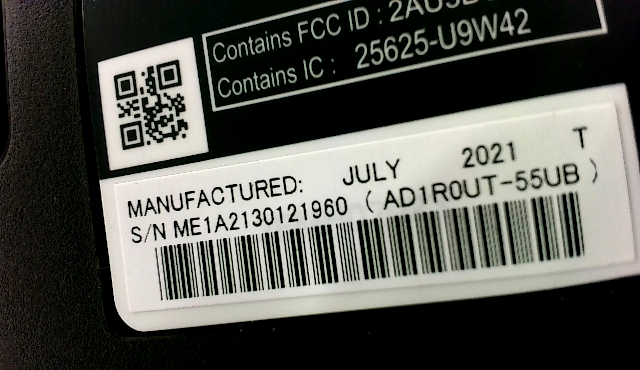 Contains FCC ID :
Contains IC : 25625-U9W42
MANUFACTURED: JULY 2021 T
S/N ME1A2130121960 ( AD1R0UT-55UB )